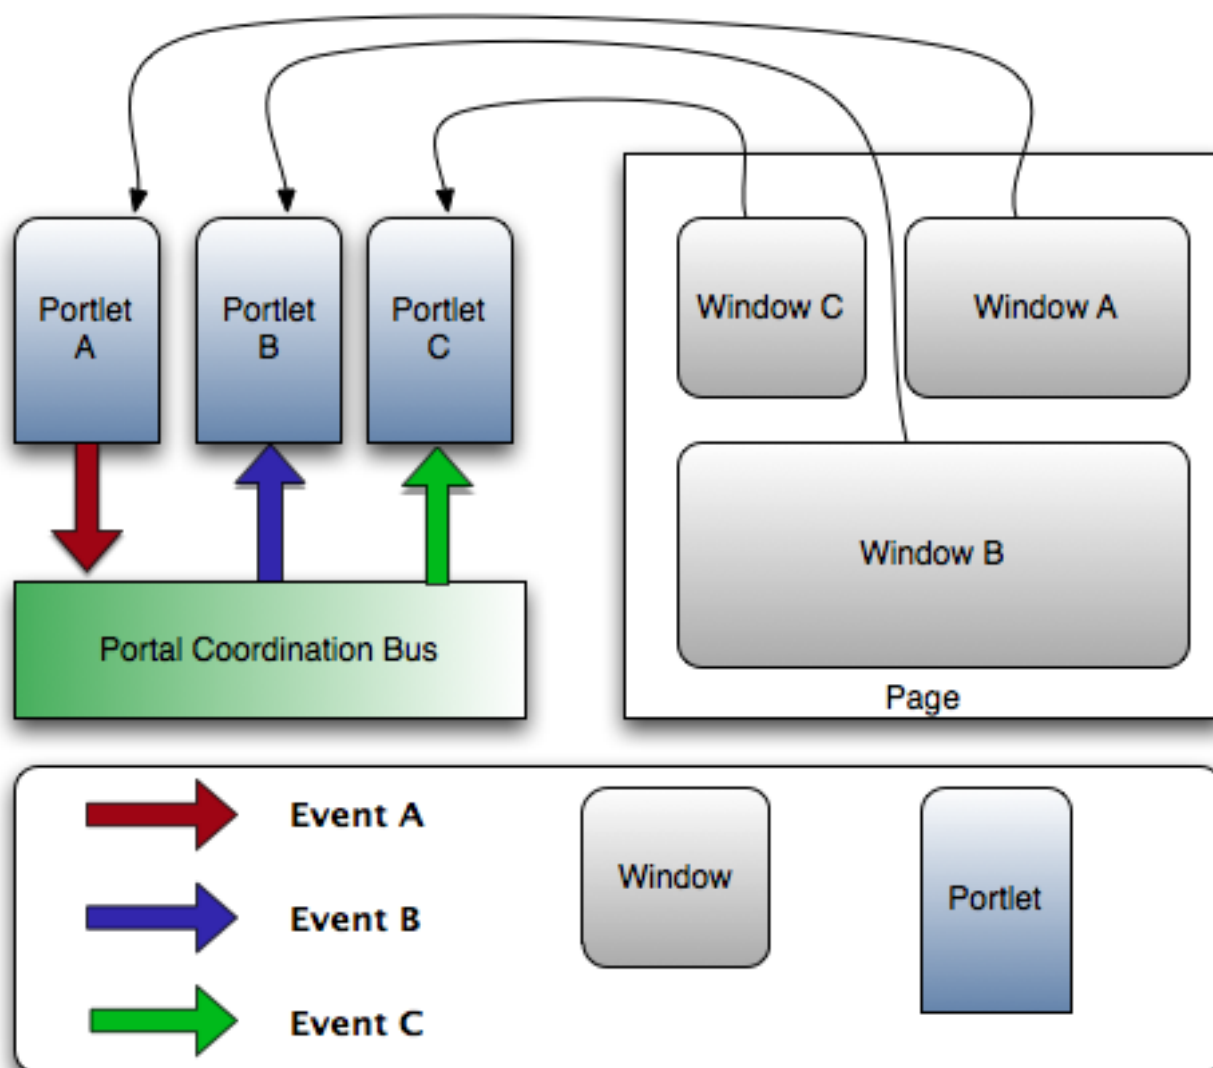 Portlet
A
Portlet
B
Portlet
C
Window C
Window A
Window B
Page
Portal Coordination Bus
Event A
Event B
Event C
Window
Portlet